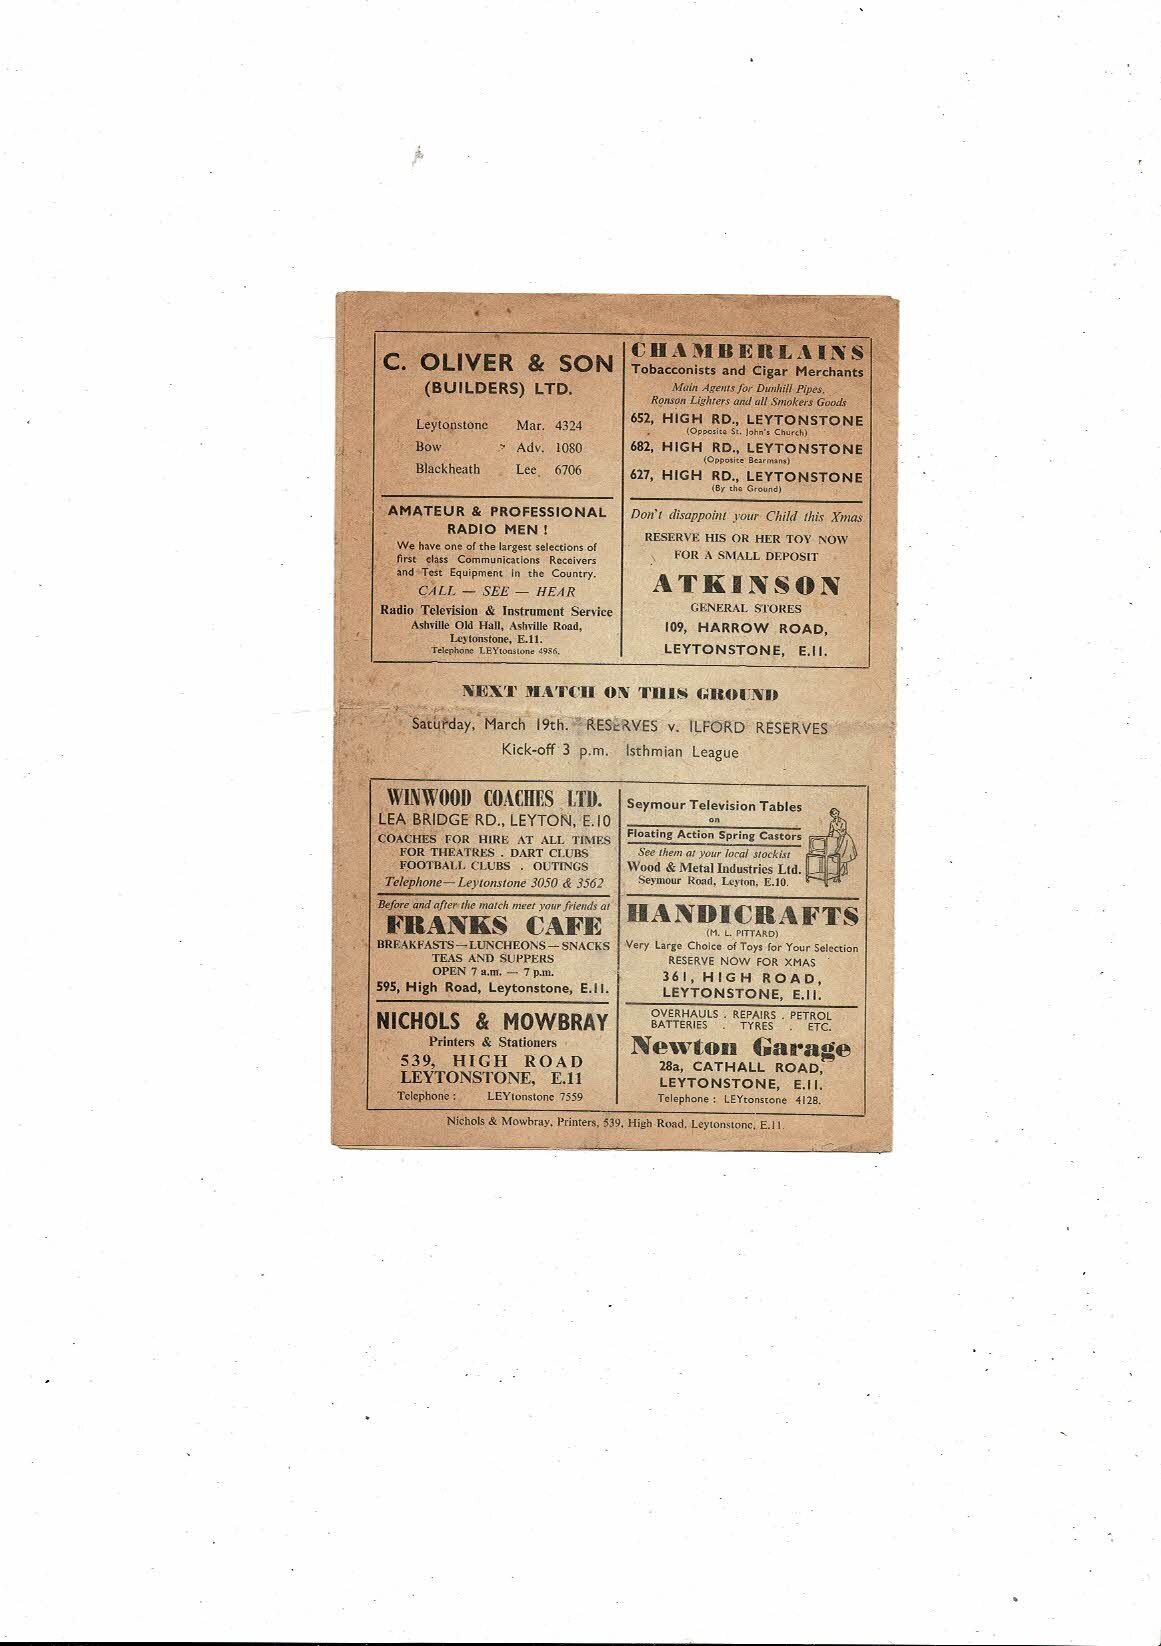 C. OLIVER & SON
(BUILDERS) LTD.
Leytonstone Mar. 4324
Bow Adv. 1080
Blackheath Lee 6706
AMATEUR & PROFESSIONAL
RADIO MEN !
We have one of the largest selections of
first class Communications Receivers
and Test Equipment in the Country.
CALL — SEE — HEAR
Radio Television & Instrument Service
Ashville Old Hall, Ashville Road,
Leytonstone, E.11.
Telephone LEYtonstone 4986.
CHAMBERLAINS
Tobacconists and Cigar Merchants
Main Agents for Dunhill Pipes,
Ronson Lighters and all Smokers Goods
652, HIGH RD., LEYTONSTONE
(Opposite St. John's Church)
682, HIGH RD., LEYTONSTONE
(Opposite Bearmans)
627, HIGH RD., LEYTONSTONE
(By the Ground)
Don't disappoint your Child this Xmas
RESERVE HIS OR HER TOY NOW
FOR A SMALL DEPOSIT
ATKINSON
GENERAL STORES
109, HARROW ROAD,
LEYTONSTONE, E.11.
NEXT MATCH ON THIS GROUND
Saturday, March 19th. RESERVES v. ILFORD RESERVES
Kick-off 3 p.m. Isthmian League
WINWOOD COACHES LTD.
LEA BRIDGE RD., LEYTON, E.10
COACHES FOR HIRE AT ALL TIMES
FOR THEATRES . DART CLUBS
FOOTBALL CLUBS . OUTINGS
Telephone—Leytonstone 3050 & 3562
Before and after the match meet your friends at
FRANKS CAFE
BREAKFASTS—LUNCHEONS—SNACKS
TEAS AND SUPPERS
OPEN 7 a.m. — 7 p.m.
595, High Road, Leytonstone, E.11.
NICHOLS & MOWBRAY
Printers & Stationers
539, HIGH ROAD
LEYTONSTONE, E.11
Telephone : LEYtonstone 7559
Seymour Television Tables
on
Floating Action Spring Castors
See them at your local stockist
Wood & Metal Industries Ltd.
Seymour Road, Leyton, E.10.
HANDICRAFTS
(M. L. PITTARD)
Very Large Choice of Toys for Your Selection
RESERVE NOW FOR XMAS
361, HIGH ROAD,
LEYTONSTONE, E.11.
OVERHAULS . REPAIRS . PETROL
BATTERIES . TYRES . ETC.
Newton Garage
28a, CATHALL ROAD,
LEYTONSTONE, E.11.
Telephone : LEYtonstone 4128.
Nichols & Mowbray, Printers, 539, High Road, Leytonstone, E.11